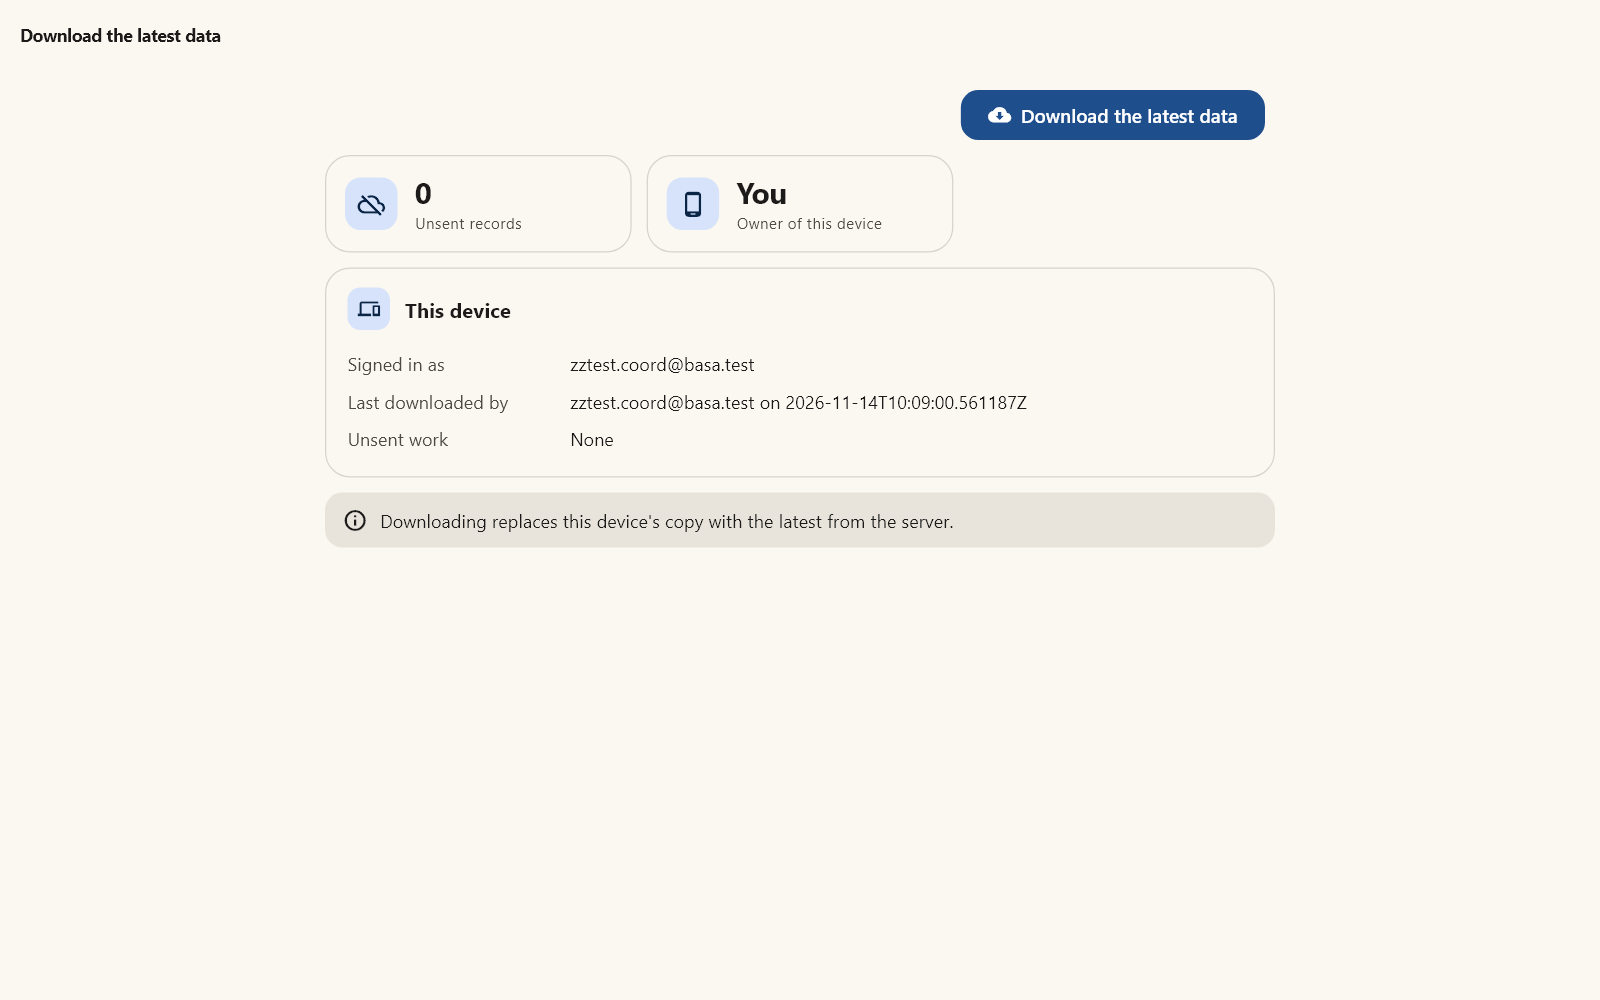 Download the latest data
Download the latest data
0
Unsent records
You
Owner of this device
This device
Signed in as zztest.coord@basa.test
Last downloaded by zztest.coord@basa.test on 2026-11-14T10:09:00.561187Z
Unsent work None
Downloading replaces this device's copy with the latest from the server.